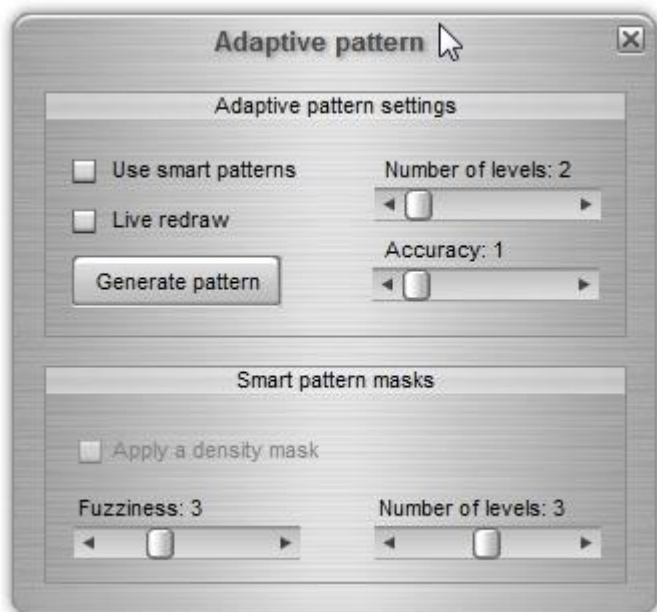 Adaptive pattern
Adaptive pattern settings
Use smart patterns
Number of levels: 2
Live redraw
Accuracy: 1
Generate pattern
Smart pattern masks
Apply a density mask
Fuzziness: 3
Number of levels: 3